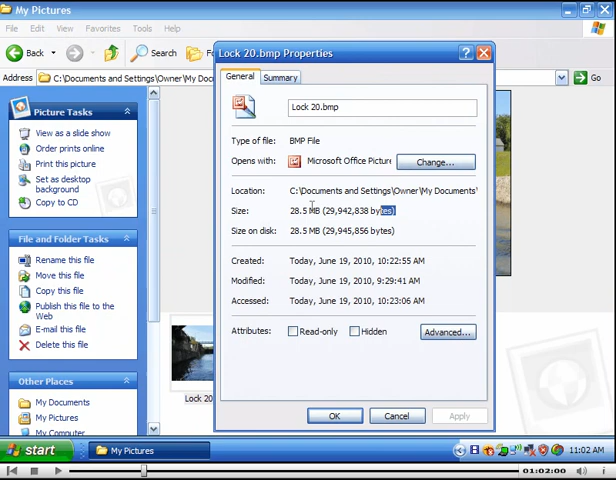 My Pictures
File Edit View Favorites Tools Help
Back Search Fo
Address C:\Documents and Settings\Owner\My Do Go
Picture Tasks
View as a slide show
Order prints online
Print this picture
Set as desktop
background
Copy to CD
File and Folder Tasks
Rename this file
Move this file
Copy this file
Publish this file to the
Web
E-mail this file
Delete this file
Other Places
My Documents
My Pictures
My Computer
Lock 20
Lock 20.bmp Properties
General Summary
Lock 20.bmp
Type of file: BMP File
Opens with: Microsoft Office Picture Change...
Location: C:\Documents and Settings\Owner\My Documents\
Size: 28.5 MB (29,942,838 bytes)
Size on disk: 28.5 MB (29,945,856 bytes)
Created: Today, June 19, 2010, 10:22:55 AM
Modified: Today, June 19, 2010, 9:29:41 AM
Accessed: Today, June 19, 2010, 10:23:06 AM
Attributes: Read-only Hidden Advanced...
OK Cancel Apply
start My Pictures 11:02 AM
01:02:00